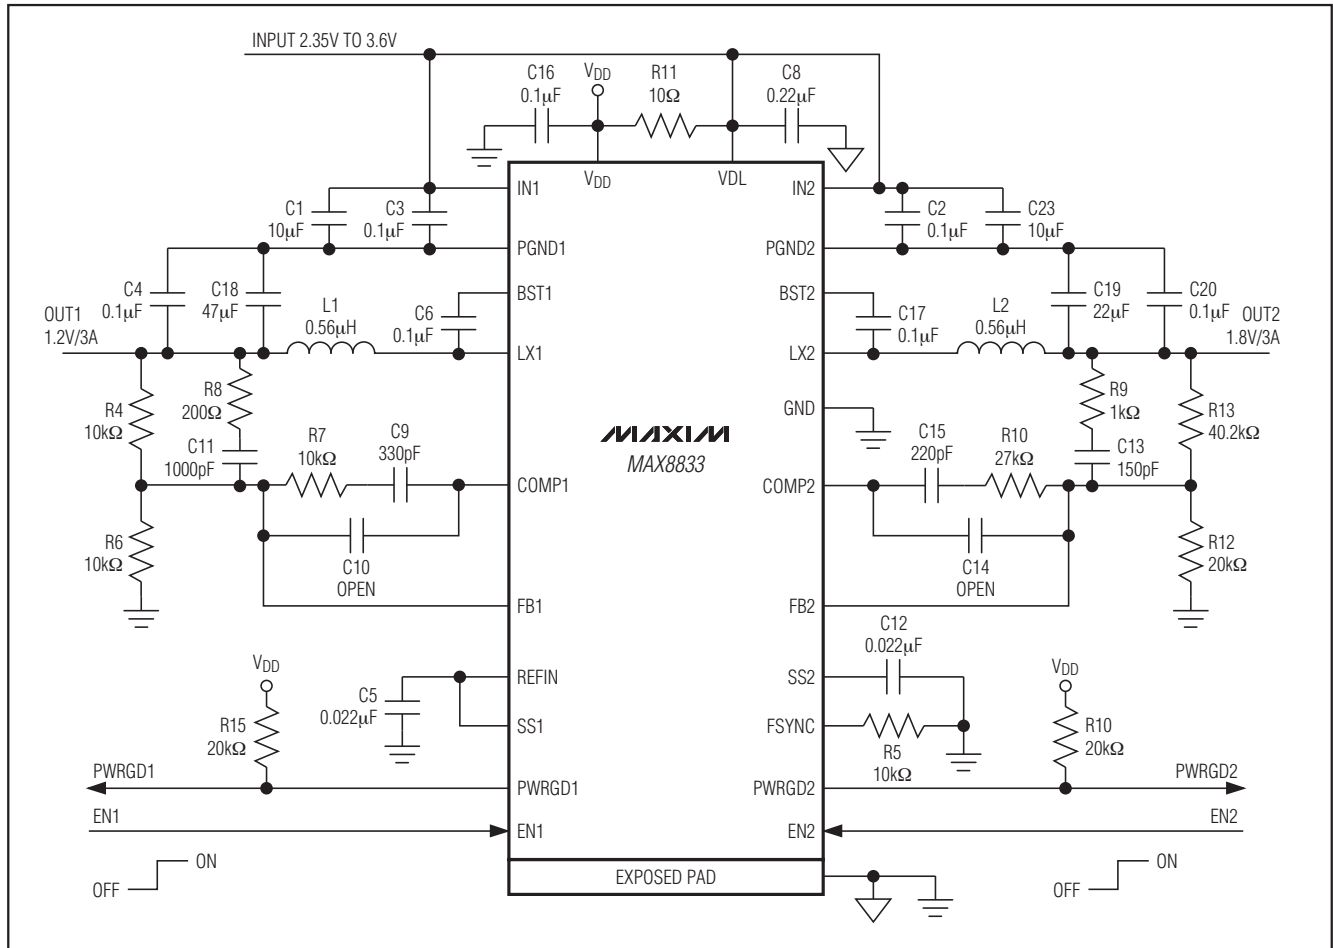 INPUT 2.35V TO 3.6V
C16
0.1µF
VDD
R11
10Ω
C8
0.22µF
VDD
VDL
IN1
IN2
C1
10µF
C3
0.1µF
C2
0.1µF
C23
10µF
PGND1
PGND2
C4
0.1µF
C18
47µF
BST1
BST2
C19
22µF
C20
0.1µF
OUT1
1.2V/3A
L1
0.56µH
C6
0.1µF
C17
0.1µF
L2
0.56µH
OUT2
1.8V/3A
LX1
LX2
R4
10kΩ
R8
200Ω
GND
R9
1kΩ
R13
40.2kΩ
C11
1000pF
R7
10kΩ
C9
330pF
MAXIM
MAX8833
C15
220pF
R10
27kΩ
C13
150pF
COMP1
COMP2
R6
10kΩ
C10
OPEN
C14
OPEN
R12
20kΩ
FB1
FB2
C12
0.022µF
VDD
REFIN
SS2
VDD
C5
0.022µF
R15
20kΩ
SS1
FSYNC
R5
10kΩ
R10
20kΩ
PWRGD1
PWRGD1
PWRGD2
PWRGD2
EN1
EN1
EN2
EN2
OFF
ON
EXPOSED PAD
OFF
ON